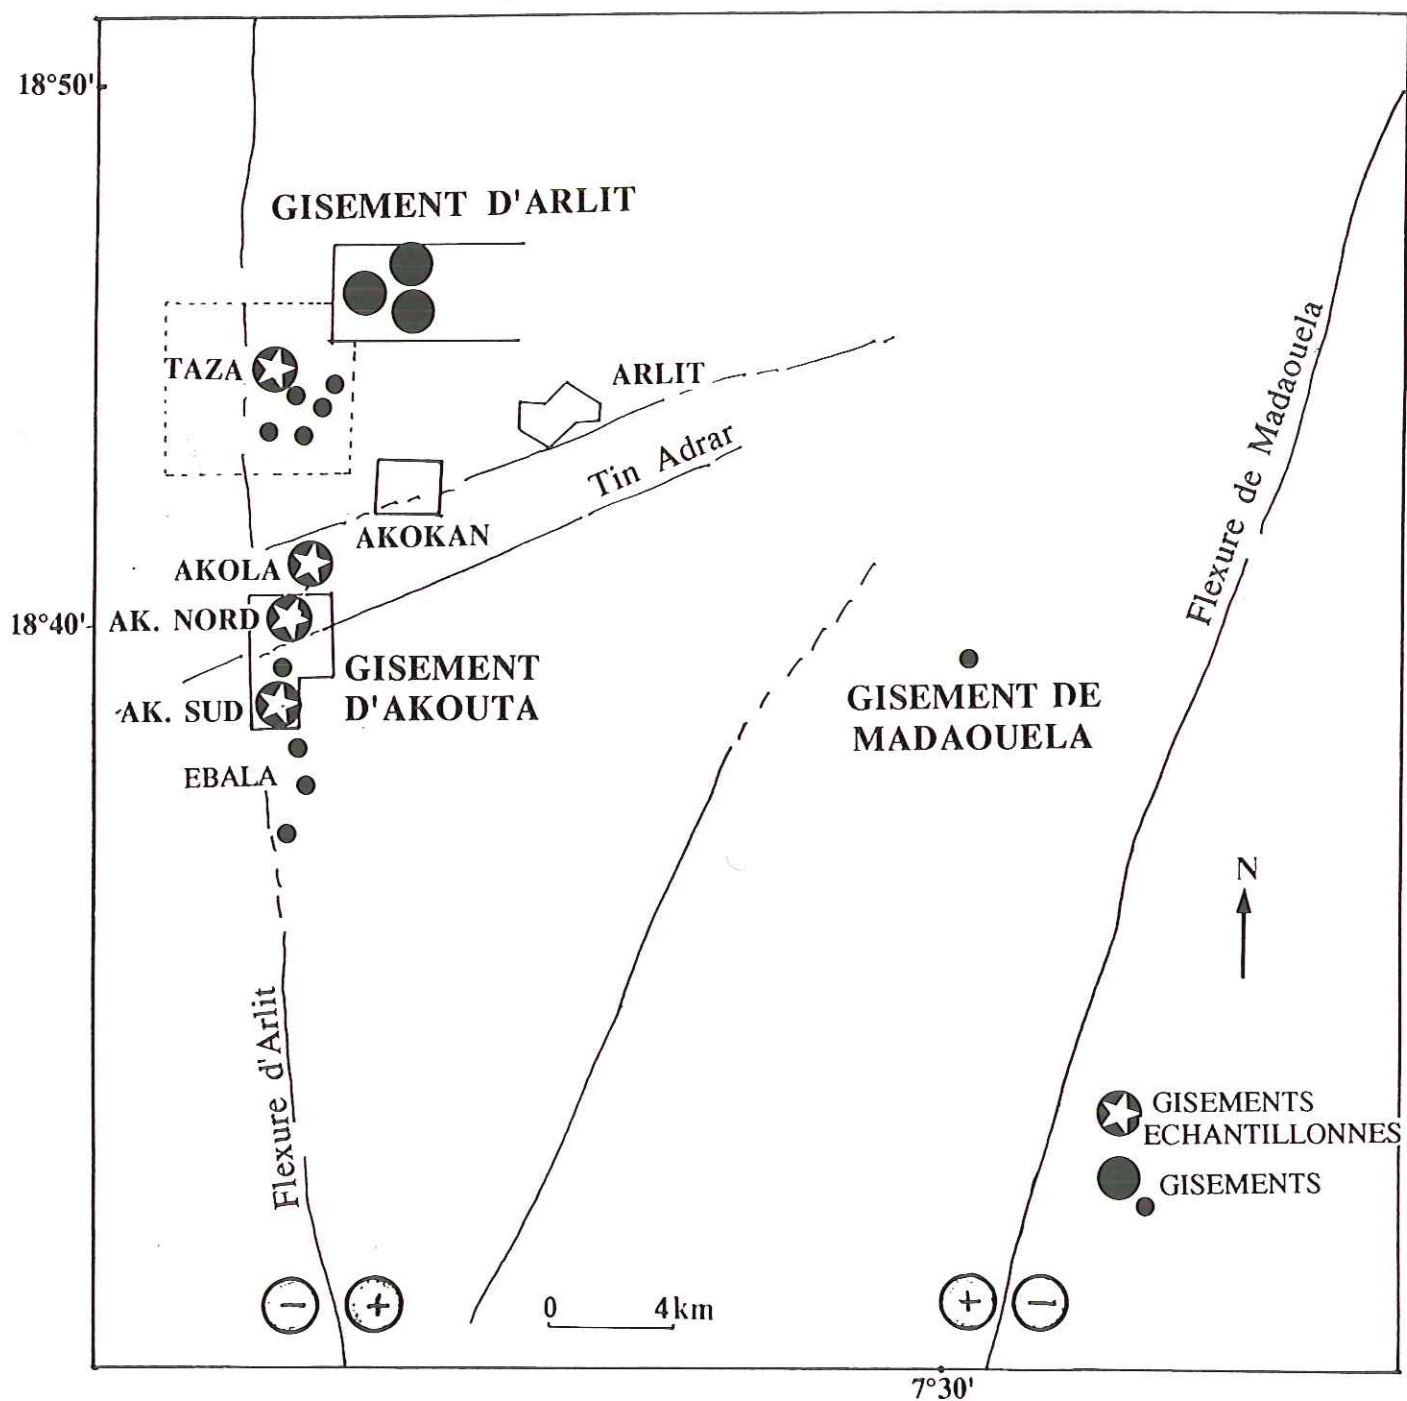 18°50'
GISEMENT D'ARLIT
TAZA
ARLIT
Tin Adrar
AKOKAN
AKOLA
18°40'
AK. NORD
GISEMENT
D'AKOUTA
AK. SUD
EBALA
GISEMENT DE
MADAOUELA
Flexure de Madaouela
N
Flexure d'Arlit
GISEMENTS
ECHANTILLONNES
GISEMENTS
− +
0 4km
+ −
7°30'